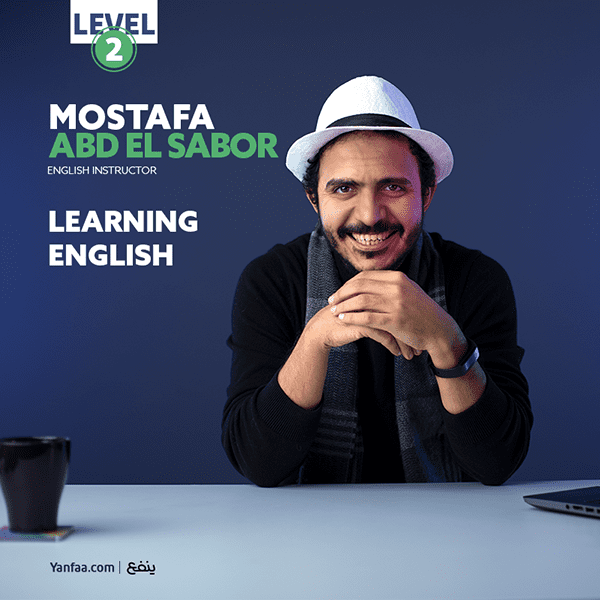 LEVEL
2
MOSTAFA
ABD EL SABOR
ENGLISH INSTRUCTOR
LEARNING
ENGLISH
Yanfaa.com | ينفع